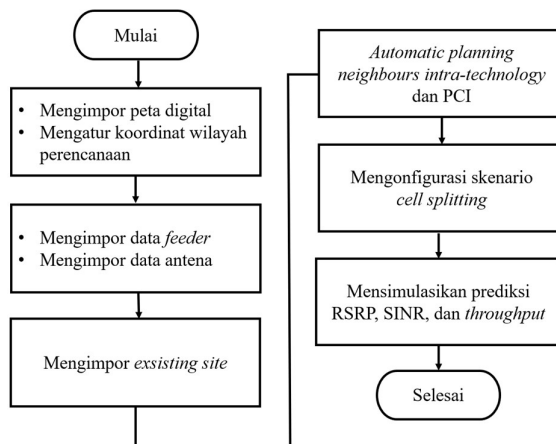 Mulai
• Mengimpor peta digital
• Mengatur koordinat wilayah
perencanaan
• Mengimpor data feeder
• Mengimpor data antena
Mengimpor exsisting site
Automatic planning
neighbours intra-technology
dan PCI
Mengonfigurasi skenario
cell splitting
Mensimulasikan prediksi
RSRP, SINR, dan throughput
Selesai